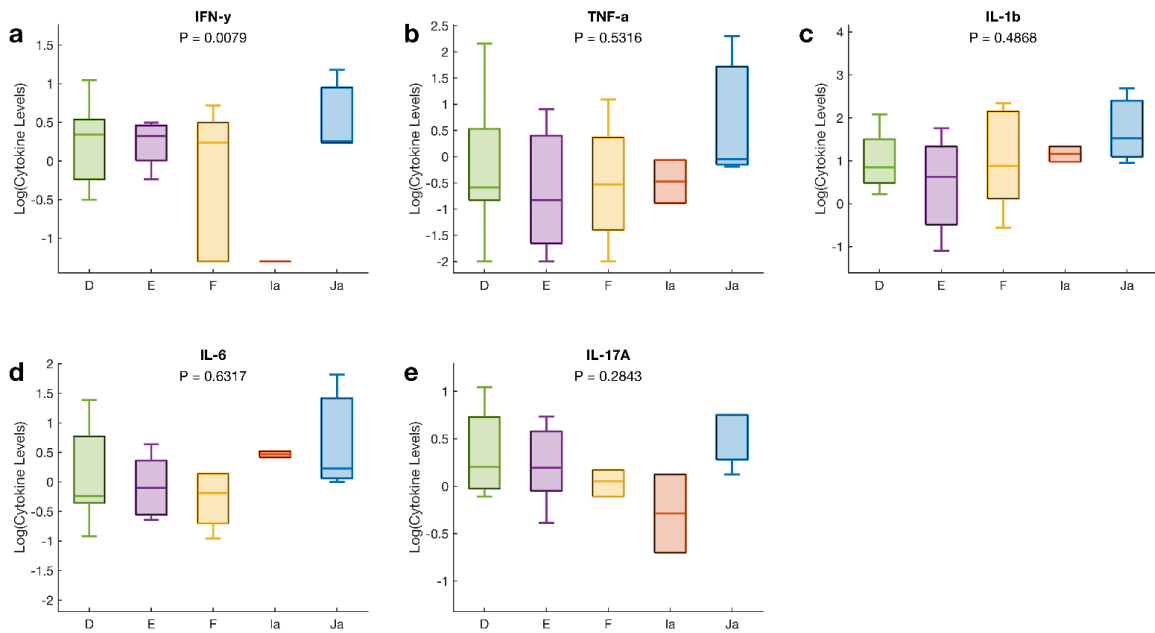 a
IFN-y
P = 0.0079
Log(Cytokine Levels)
1.5
1
0.5
0
-0.5
-1
D E F Ia Ja
b
TNF-a
P = 0.5316
Log(Cytokine Levels)
2.5
2
1.5
1
0.5
0
-0.5
-1
-1.5
-2
D E F Ia Ja
c
IL-1b
P = 0.4868
Log(Cytokine Levels)
4
3
2
1
0
-1
D E F Ia Ja
d
IL-6
P = 0.6317
Log(Cytokine Levels)
2
1.5
1
0.5
0
-0.5
-1
-1.5
-2
D E F Ia Ja
e
IL-17A
P = 0.2843
Log(Cytokine Levels)
1
0.5
0
-0.5
-1
D E F Ia Ja